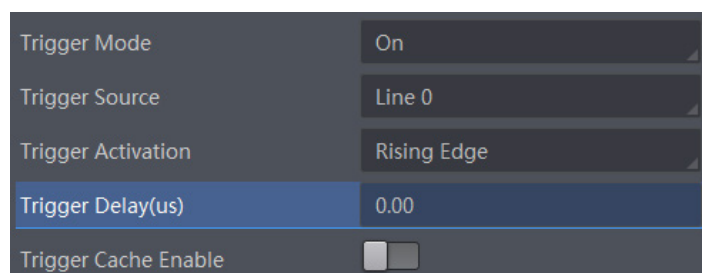 Trigger Mode On
Trigger Source Line 0
Trigger Activation Rising Edge
Trigger Delay(us) 0.00
Trigger Cache Enable